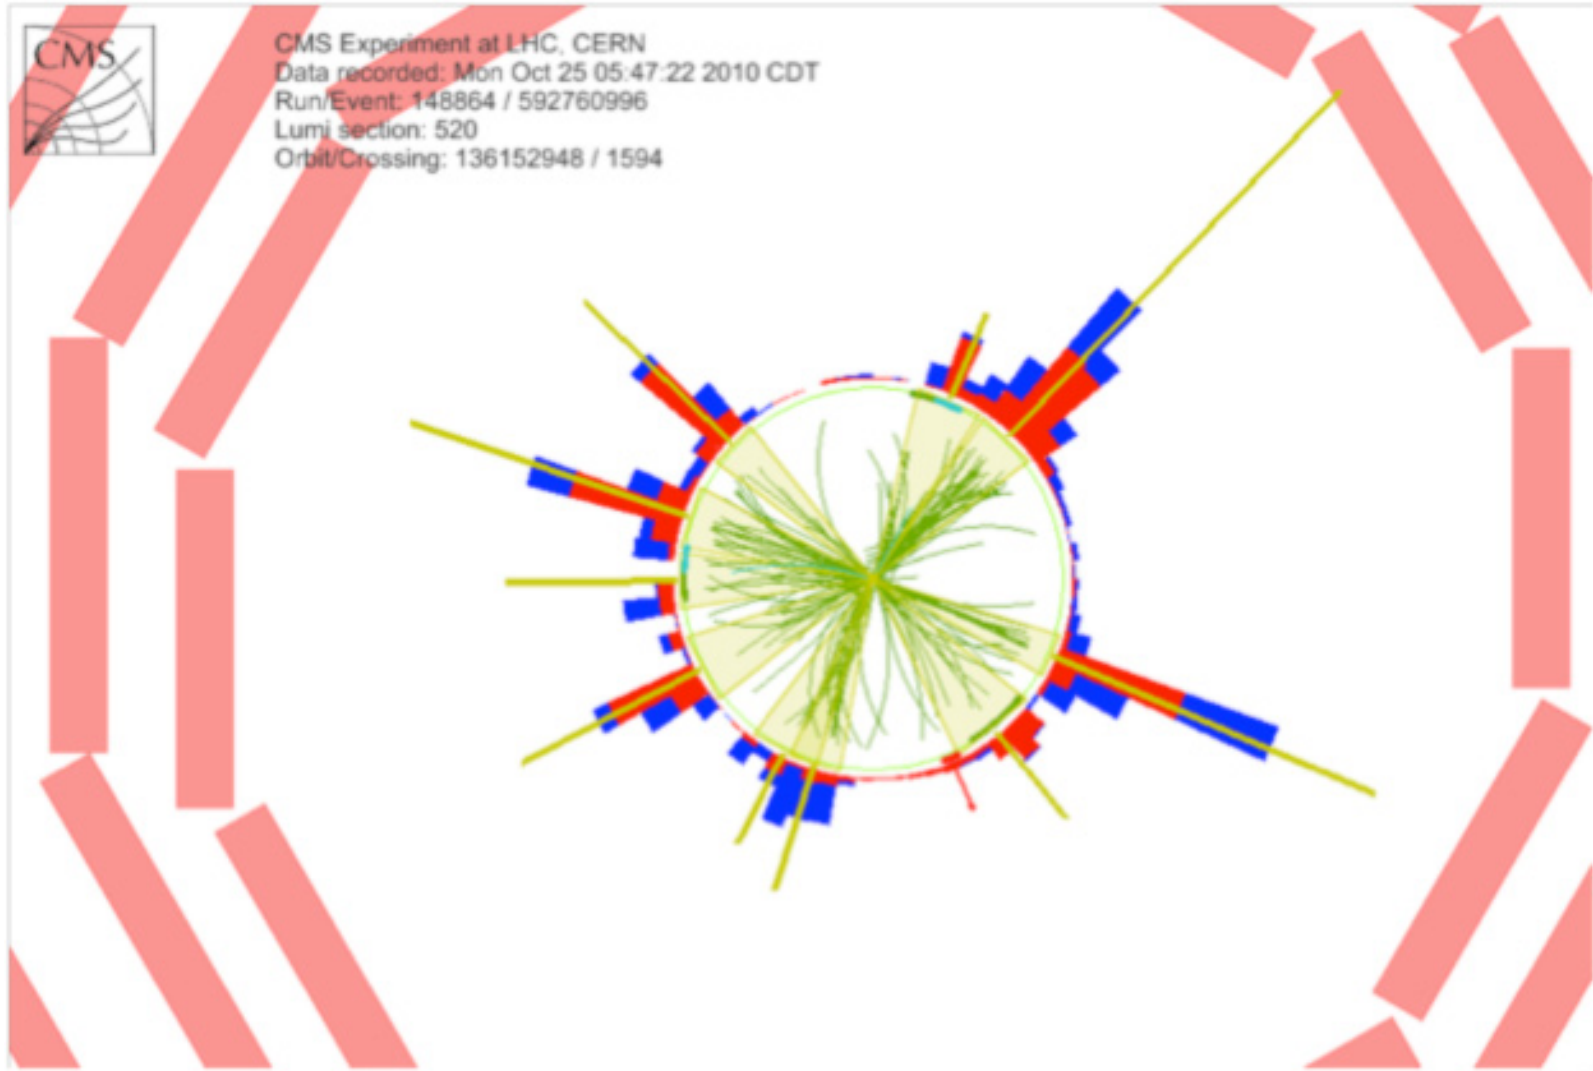 CMS
CMS Experiment at LHC, CERN
Data recorded: Mon Oct 25 05:47:22 2010 CDT
Run/Event: 148864 / 592760996
Lumi section: 520
Orbit/Crossing: 136152948 / 1594